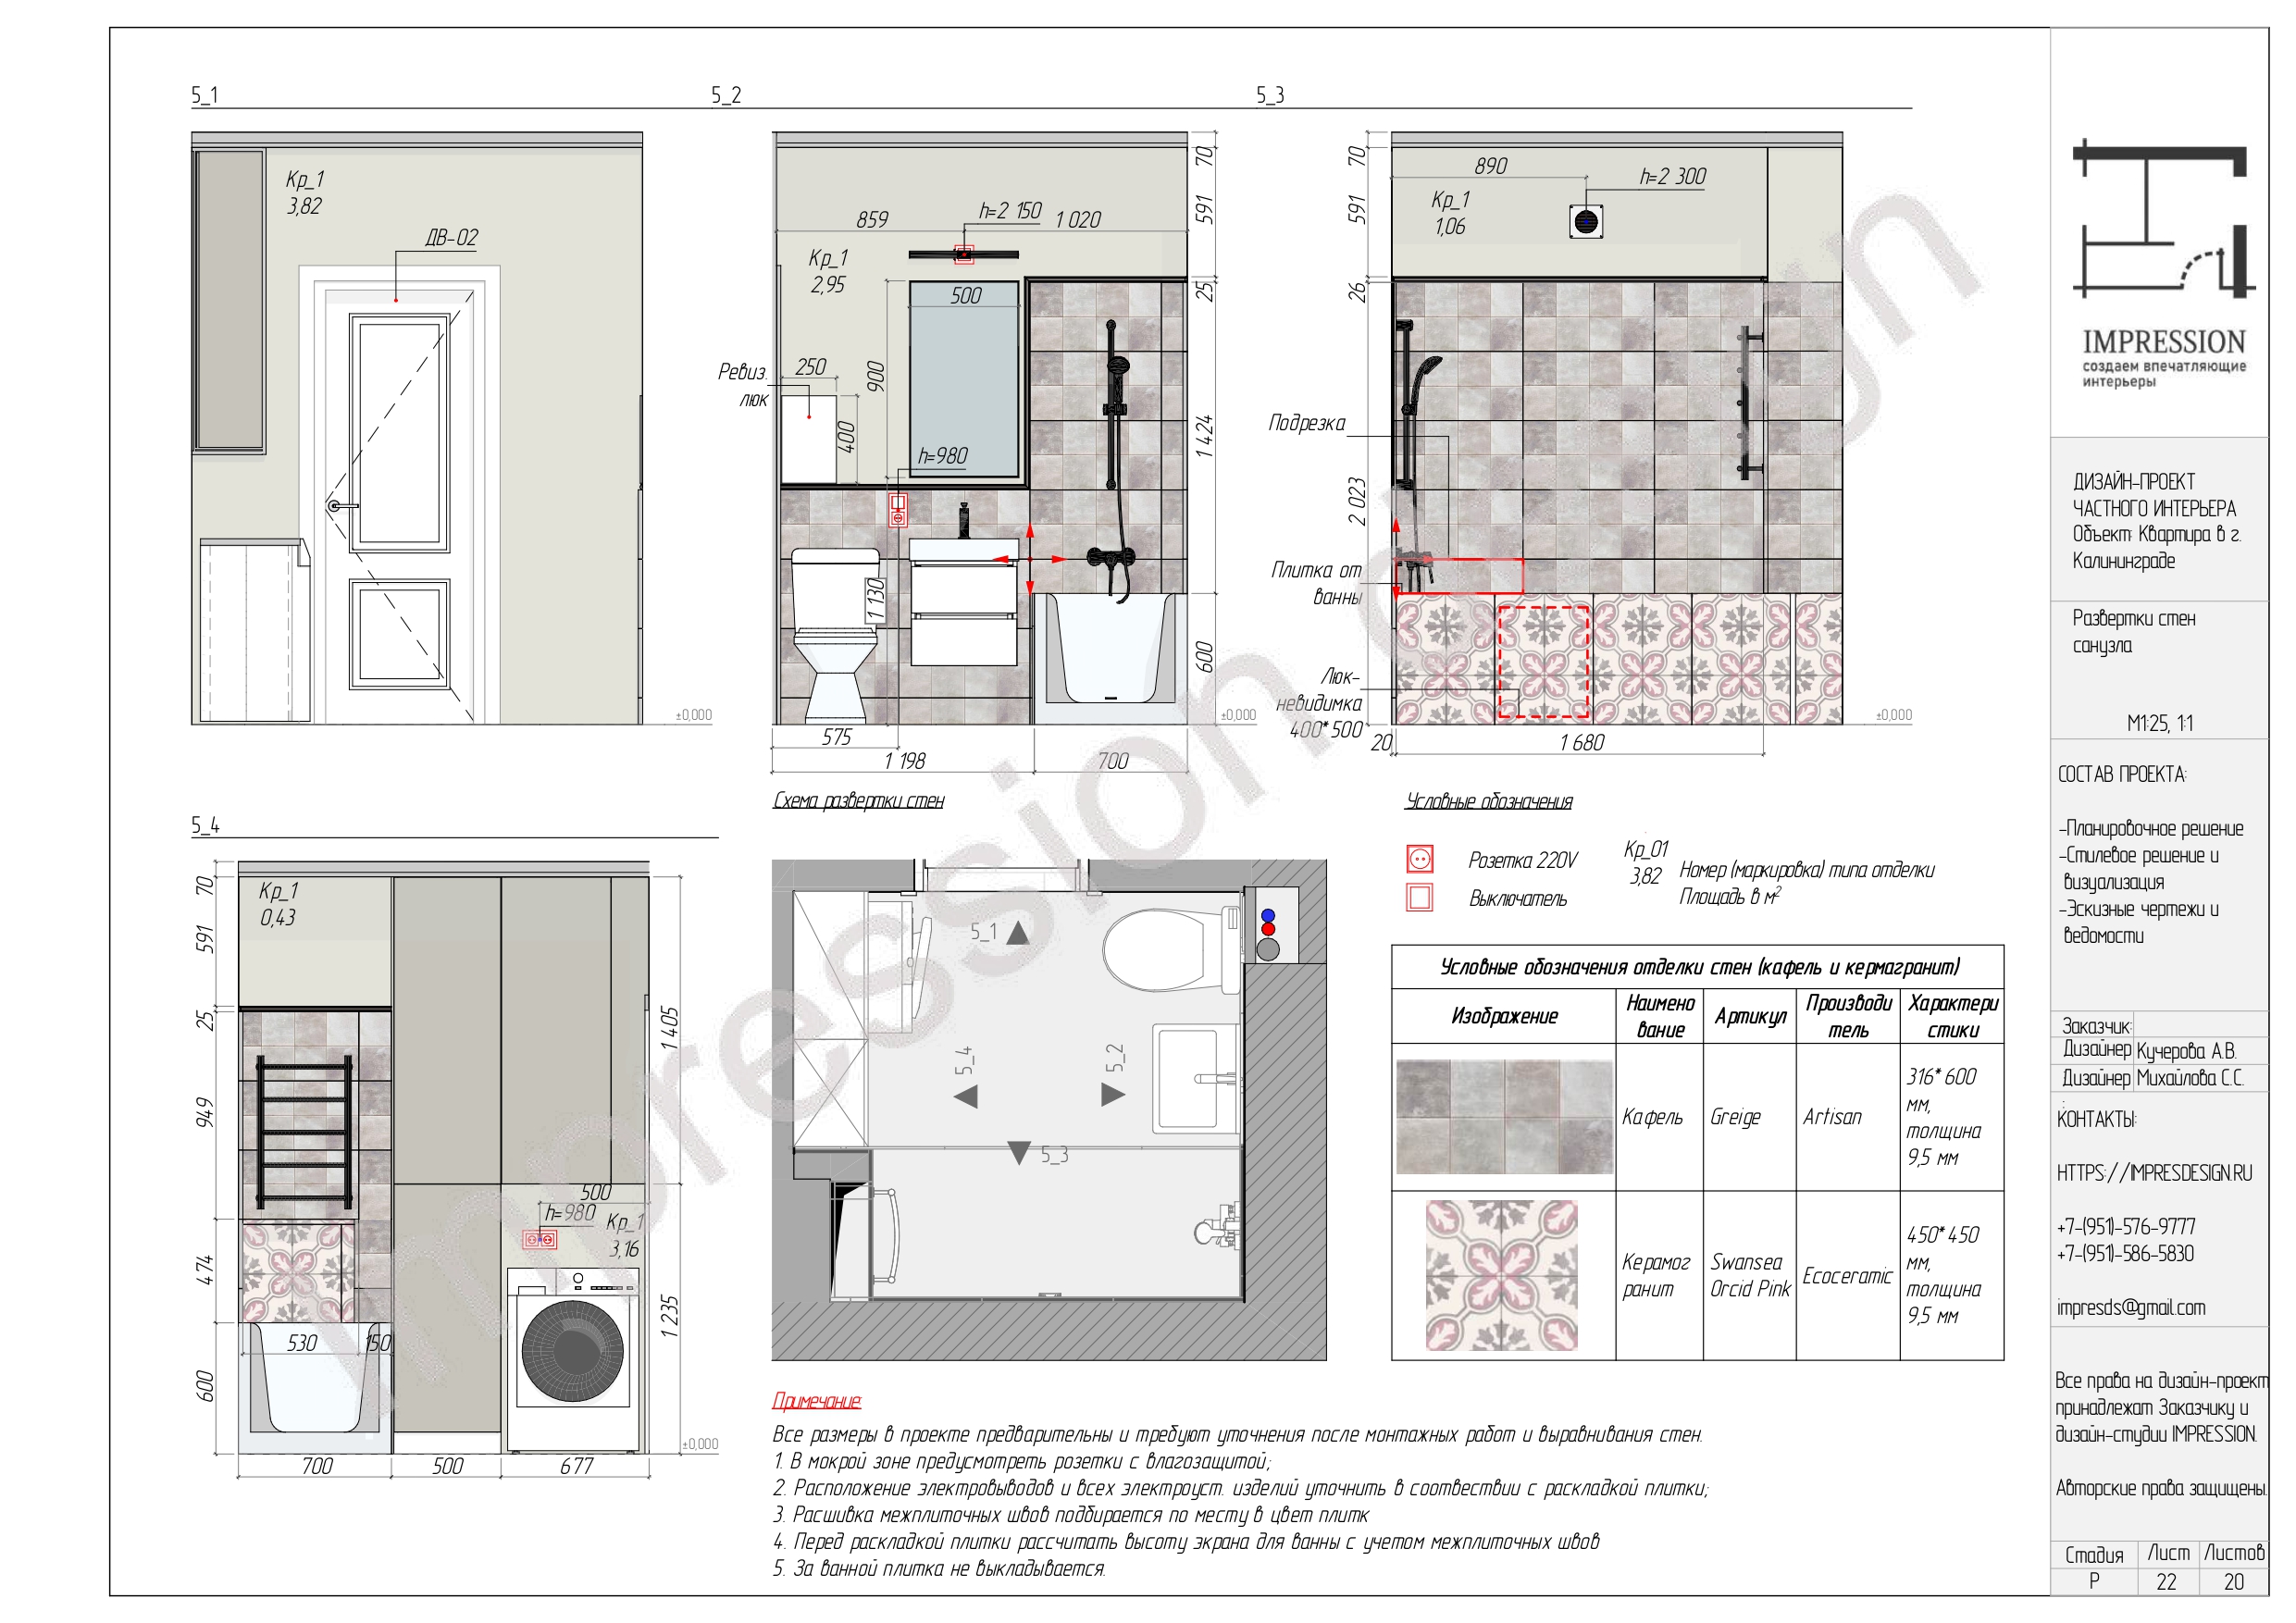 5_1
Кр_1
3,82
ДВ-02
±0,000
5_2
70
591
25
1 424
600
859
h=2 150
1 020
Кр_1
2,95
500
Ревиз.
люк
250
900
400
h=980
1 130
±0,000
575
1 198
700
5_3
70
591
26
2 023
890
h=2 300
Кр_1
1,06
Подрезка
Плитка от
ванны
Люк-
невидимка
400*500
20
1 680
±0,000
5_4
70
591
25
949
474
600
Кр_1
0,43
1 405
1 235
500
h=980
Кр_1
3,16
530
150
±0,000
700
500
677
Схема развертки стен
5_1
5_4
5_2
5_3
Условные обозначения
Розетка 220V
Выключатель
Кр_01
3,82
Номер (маркировка) типа отделки
Площадь в м²
Условные обозначения отделки стен (кафель и кермагранит)
Изображение
Наимено
вание
Артикул
Производи
тель
Характери
стики
Кафель
Greige
Artisan
316*600
мм,
толщина
9,5 мм
Керамог
ранит
Swansea
Orcid Pink
Ecoceramic
450*450
мм,
толщина
9,5 мм
Примечание:
Все размеры в проекте предварительны и требуют уточнения после монтажных работ и выравнивания стен.
1. В мокрой зоне предусмотреть розетки с влагозащитой;
2. Расположение электровыводов и всех электроуст. изделий уточнить в соотвествии с раскладкой плитки;
3. Расшивка межплиточных швов подбирается по месту в цвет плитк
4. Перед раскладкой плитки рассчитать высоту экрана для ванны с учетом межплиточных швов
5. За ванной плитка не выкладывается.
impression design
IMPRESSION
создаем впечатляющие
интерьеры
ДИЗАЙН-ПРОЕКТ
ЧАСТНОГО ИНТЕРЬЕРА
Объект: Квартира в г.
Калининграде
Развертки стен
санузла
М1:25, 1:1
СОСТАВ ПРОЕКТА:
-Планировочное решение
-Стилевое решение и
визуализация
-Эскизные чертежи и
ведомости
Заказчик:
Дизайнер Кучерова А.В.
Дизайнер Михайлова С.С.
КОНТАКТЫ:
HTTPS://IMPRESDESIGN.RU
+7-(951)-576-9777
+7-(951)-586-5830
impresds@gmail.com
Все права на дизайн-проект
принадлежат Заказчику и
дизайн-студии IMPRESSION.
Авторские права защищены.
Стадия Лист Листов
Р 22 20